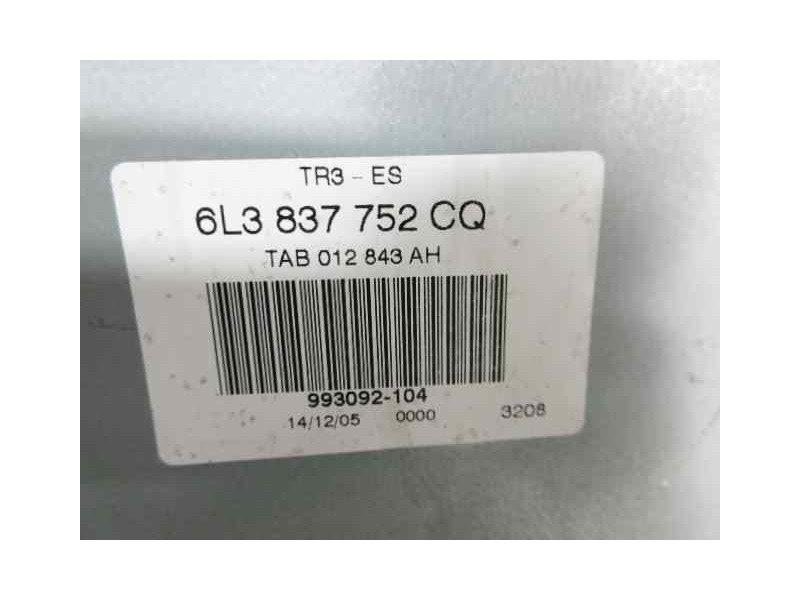 TR3 - ES
6L3 837 752 CQ
TAB 012 843 AH
993092-104
14/12/05 0000 3208